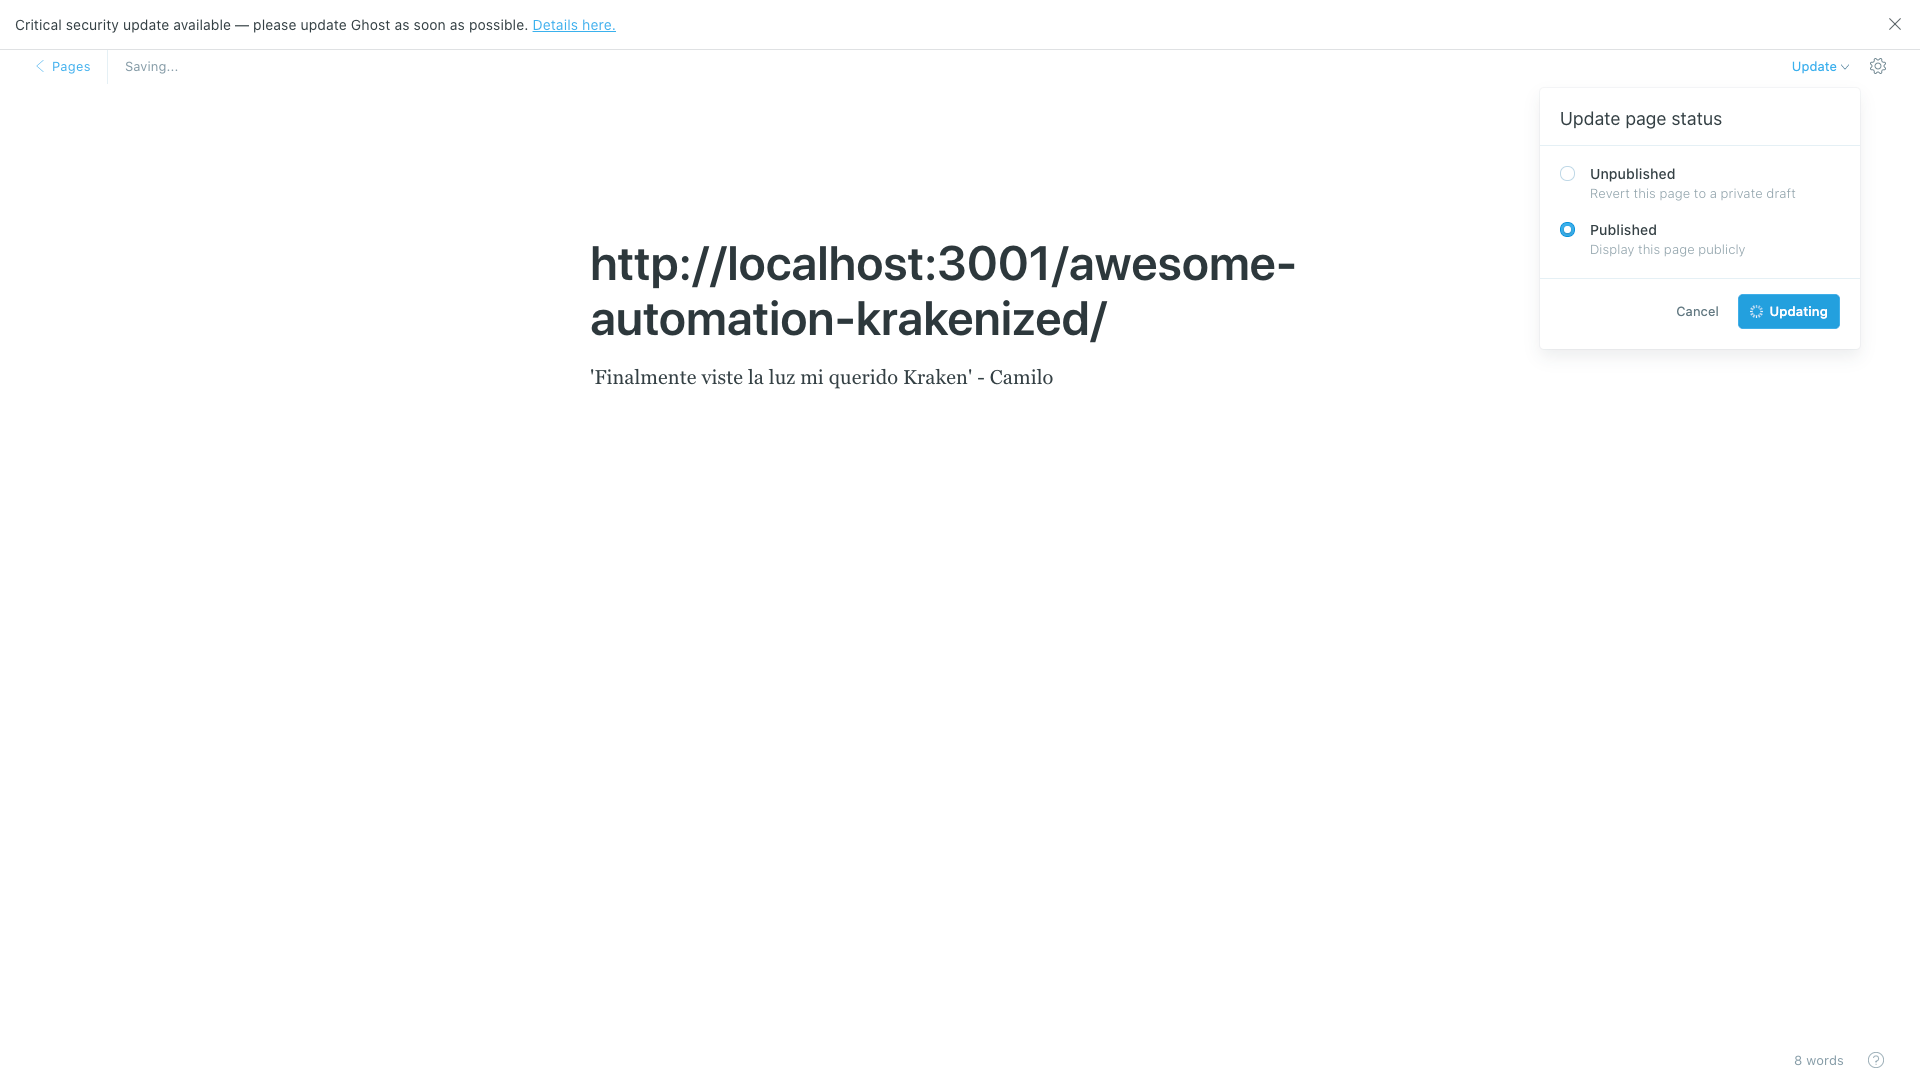 Critical security update available — please update Ghost as soon as possible. Details here.
Pages
Saving...
Update
Update page status
Unpublished
Revert this page to a private draft
Published
Display this page publicly
Cancel
Updating
http://localhost:3001/awesome-
automation-krakenized/
'Finalmente viste la luz mi querido Kraken' - Camilo
8 words